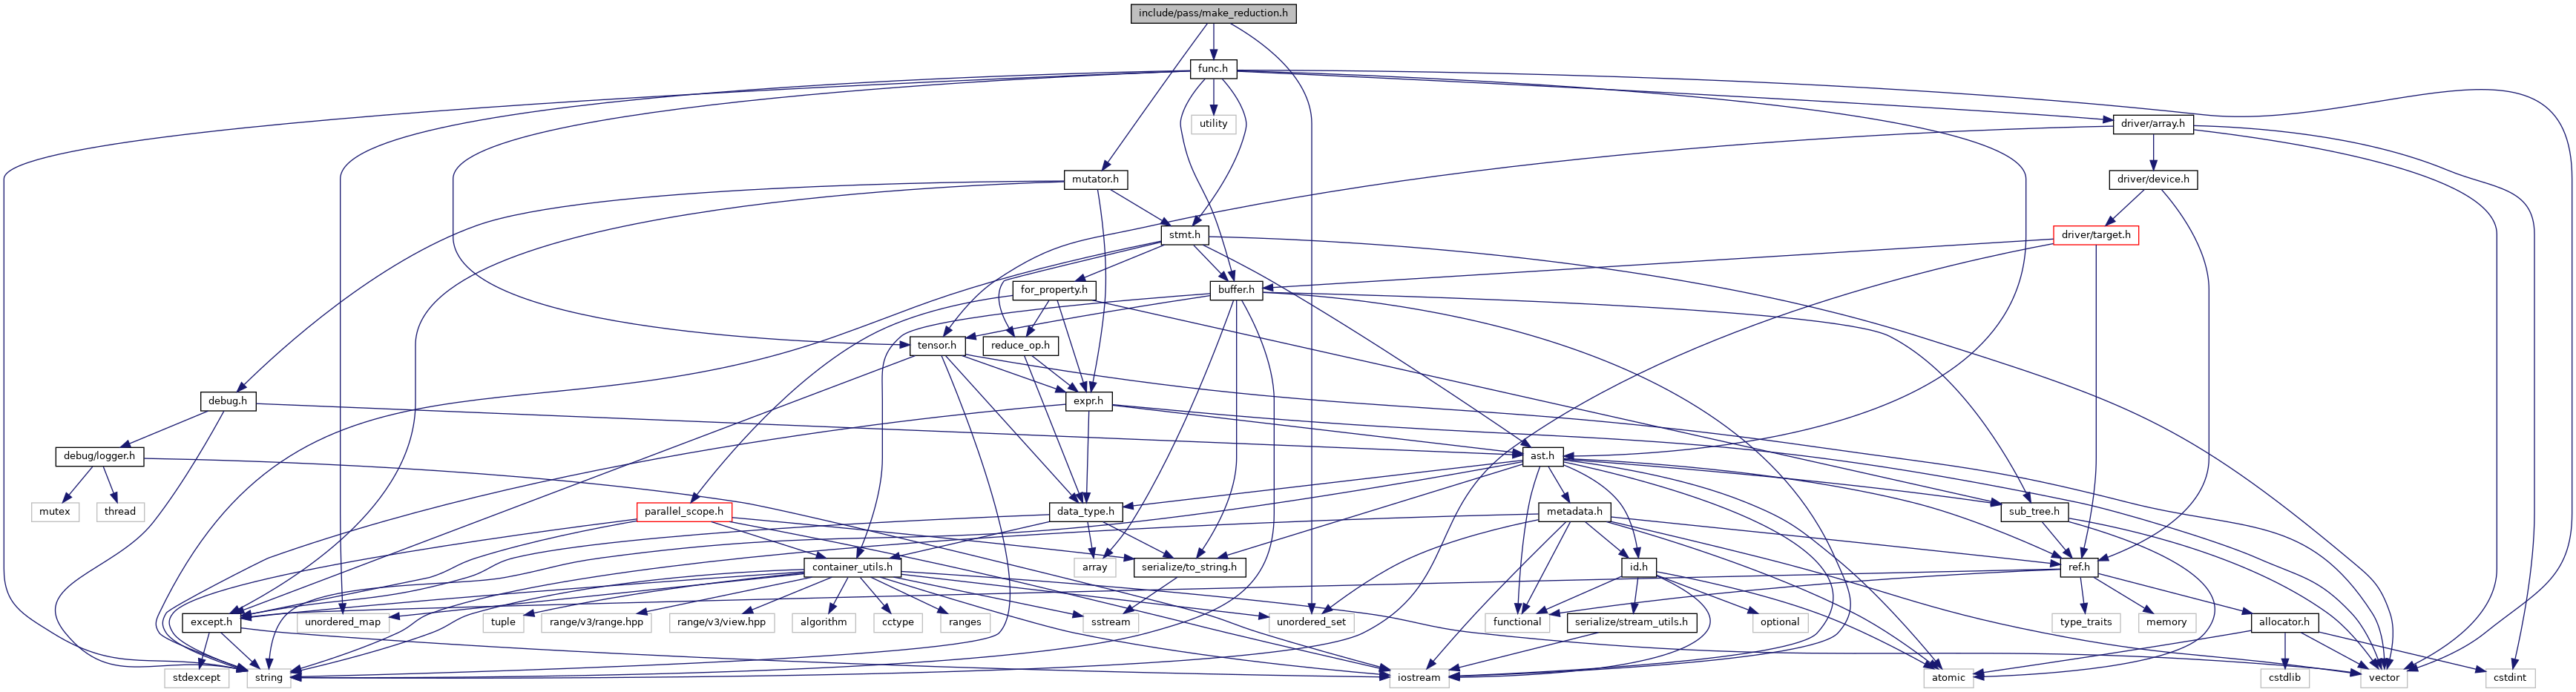 include/pass/make_reduction.h
func.h
utility
driver/array.h
mutator.h
driver/device.h
stmt.h
driver/target.h
for_property.h
buffer.h
tensor.h
reduce_op.h
debug.h
expr.h
debug/logger.h
ast.h
mutex
thread
parallel_scope.h
data_type.h
metadata.h
sub_tree.h
container_utils.h
array
serialize/to_string.h
id.h
ref.h
except.h
unordered_map
tuple
range/v3/range.hpp
range/v3/view.hpp
algorithm
cctype
ranges
sstream
unordered_set
functional
serialize/stream_utils.h
optional
type_traits
memory
allocator.h
stdexcept
string
iostream
atomic
cstdlib
vector
cstdint